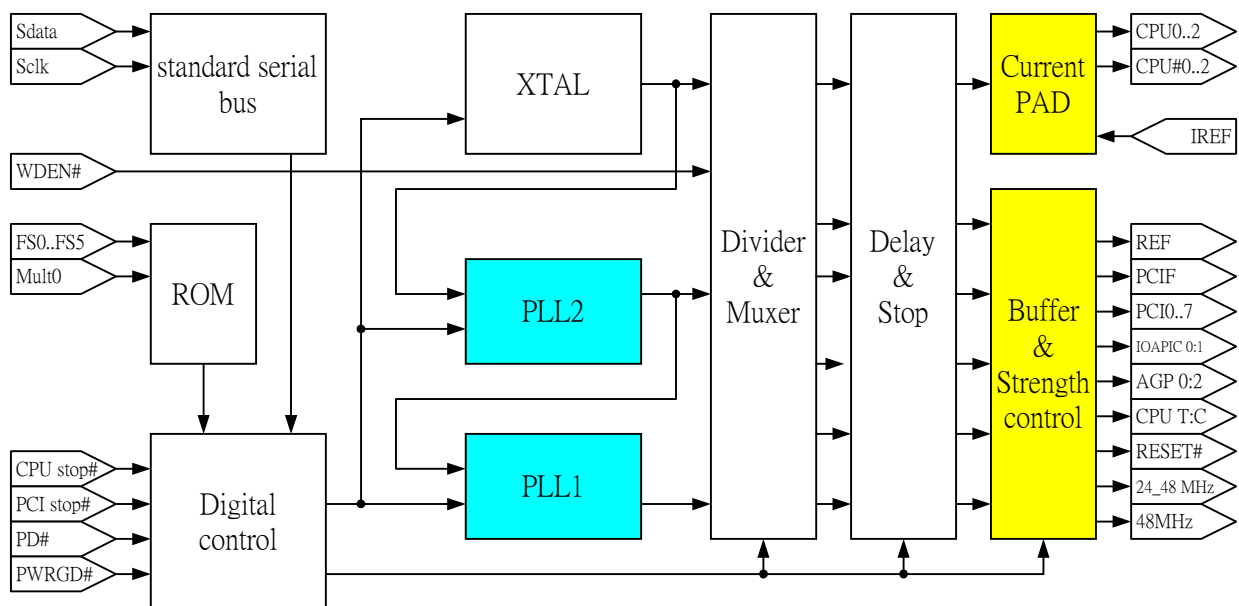 Sdata
Sclk
standard serial
bus
WDEN#
FS0..FS5
Mult0
ROM
CPU stop#
PCI stop#
PD#
PWRGD#
Digital
control
XTAL
PLL2
PLL1
Divider
&
Muxer
Delay
&
Stop
Current
PAD
CPU0..2
CPU#0..2
IREF
Buffer
&
Strength
control
REF
PCIF
PCI0..7
IOAPIC 0:1
AGP 0:2
CPU T:C
RESET#
24_48 MHz
48MHz